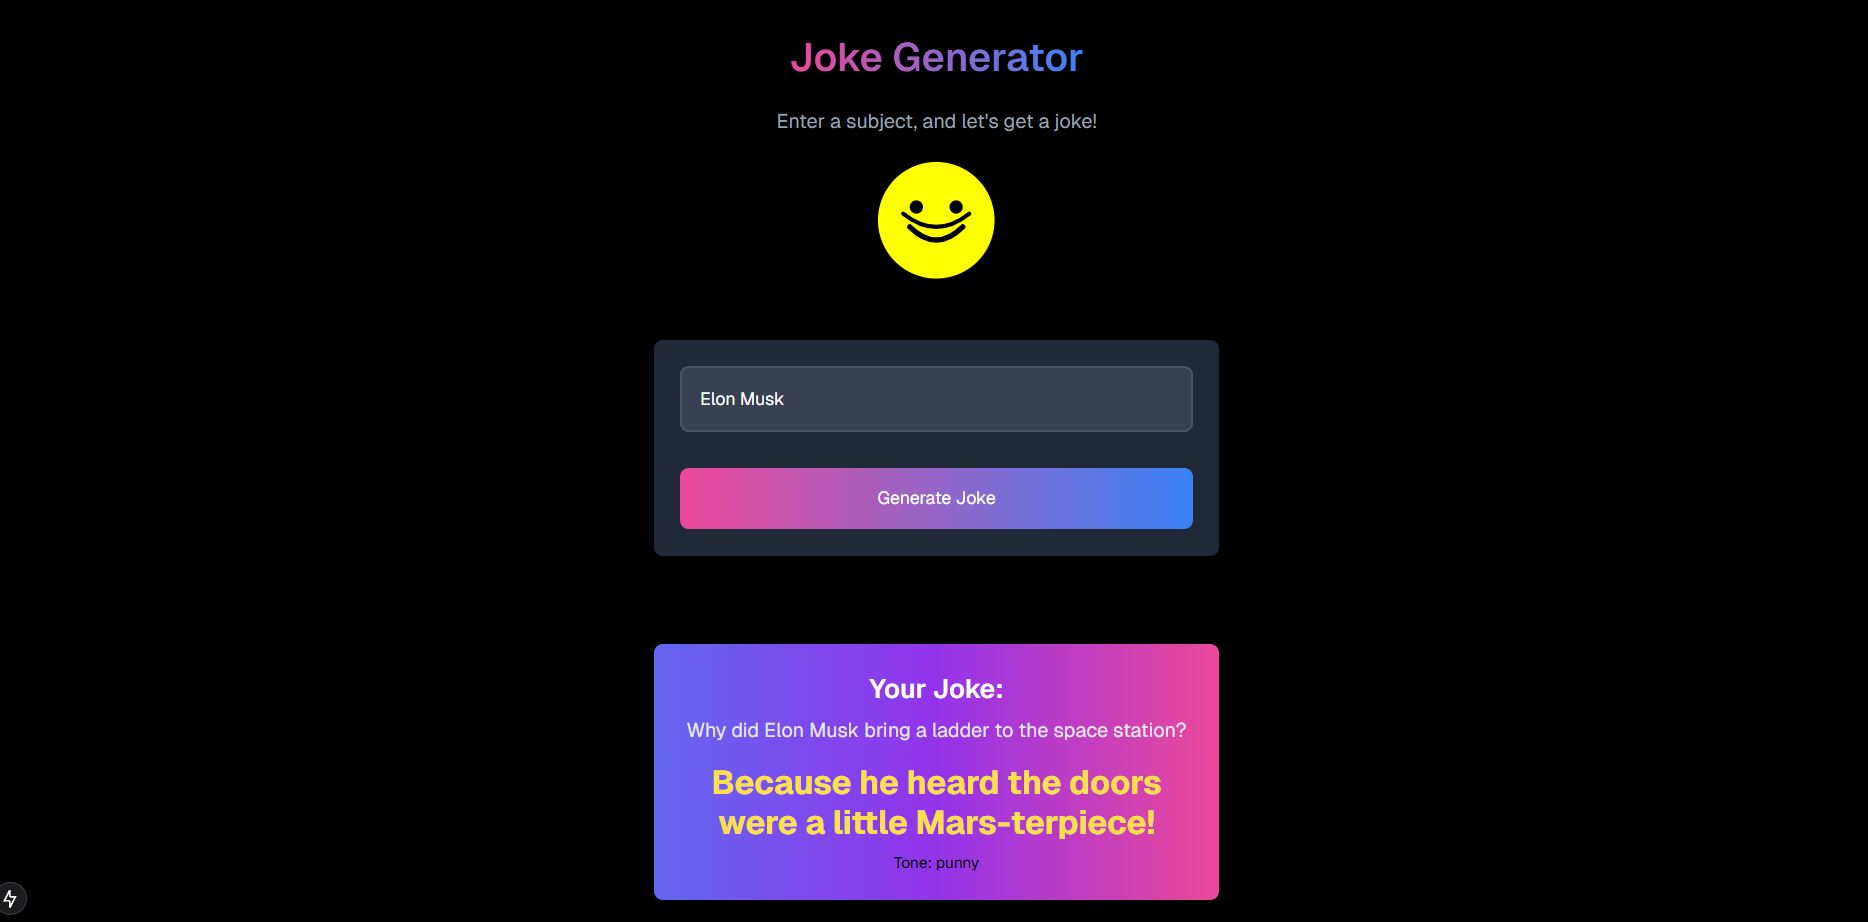 Joke Generator
Enter a subject, and let's get a joke!
Elon Musk
Generate Joke
Your Joke:
Why did Elon Musk bring a ladder to the space station?
Because he heard the doors
were a little Mars-terpiece!
Tone: punny